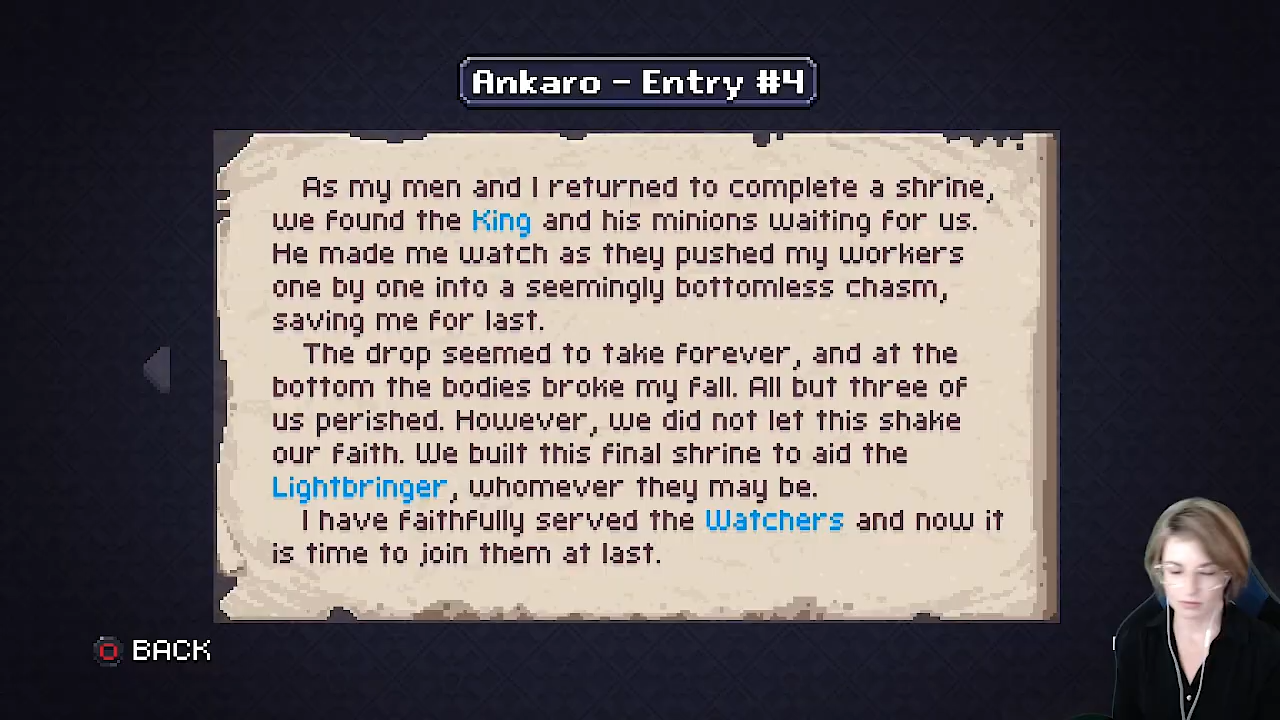 Ankaro - Entry #4
As my men and I returned to complete a shrine,
we found the King and his minions waiting for us.
He made me watch as they pushed my workers
one by one into a seemingly bottomless chasm,
saving me for last.
The drop seemed to take forever, and at the
bottom the bodies broke my fall. All but three of
us perished. However, we did not let this shake
our faith. We built this final shrine to aid the
Lightbringer, whomever they may be.
I have faithfully served the Watchers and now it
is time to join them at last.
BACK